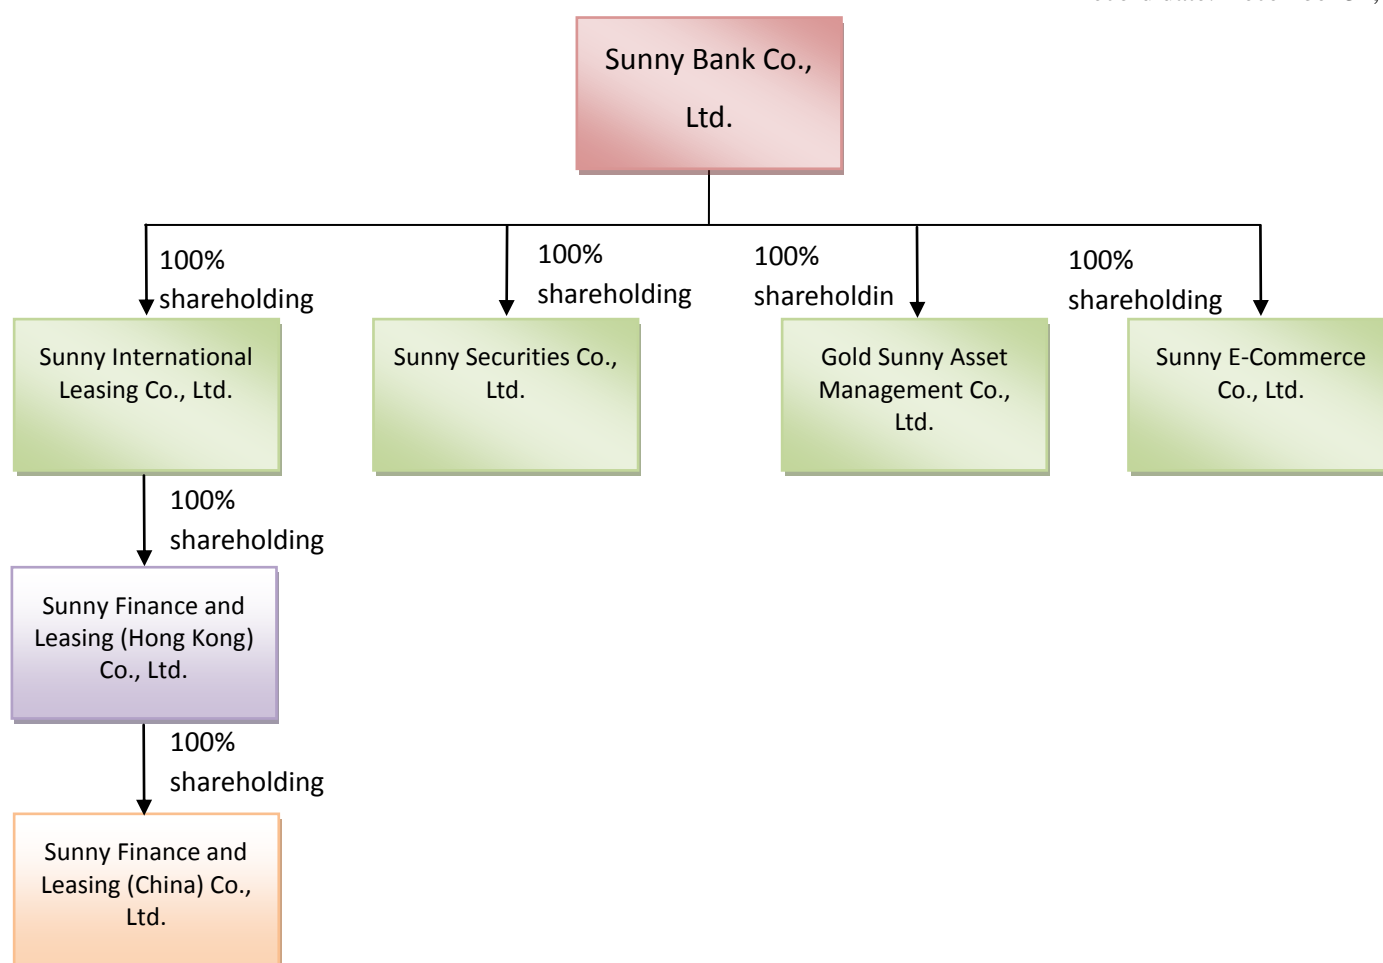 Sunny Bank Co.,
Ltd.
100%
shareholding
100%
shareholding
100%
shareholdin
100%
shareholding
Sunny International
Leasing Co., Ltd.
Sunny Securities Co.,
Ltd.
Gold Sunny Asset
Management Co.,
Ltd.
Sunny E-Commerce
Co., Ltd.
100%
shareholding
Sunny Finance and
Leasing (Hong Kong)
Co., Ltd.
100%
shareholding
Sunny Finance and
Leasing (China) Co.,
Ltd.